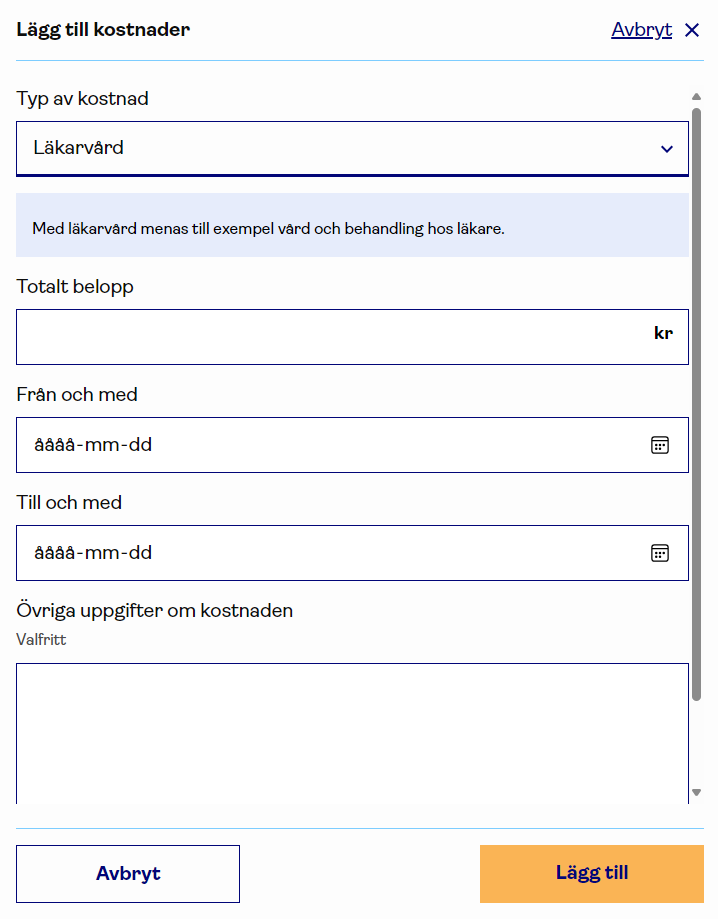 Lägg till kostnader
Avbryt
Typ av kostnad
Läkarvård
Med läkarvård menas till exempel vård och behandling hos läkare.
Totalt belopp
kr
Från och med
åååå-mm-dd
Till och med
åååå-mm-dd
Övriga uppgifter om kostnaden
Valfritt
Avbryt
Lägg till